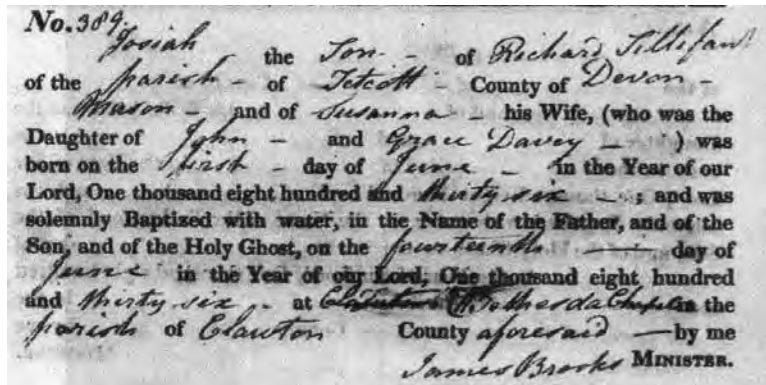 No. 389.
Josiah the Son - of Richard Tillefant
of the parish - of Tetcott - County of Devon -
Mason - and of Susanna - his Wife, (who was the
Daughter of John - and Grace Davey - ) was
born on the first - day of June - in the Year of our
Lord, One thousand eight hundred and thirty six - ; and was
solemnly Baptized with water, in the Name of the Father, and of the
Son, and of the Holy Ghost, on the fourteenth - day of
June - in the Year of our Lord, One thousand eight hundred
and thirty six - at Bethesda Chapel in the
parish of Clawton County aforesaid - by me
James Brooks MINISTER.